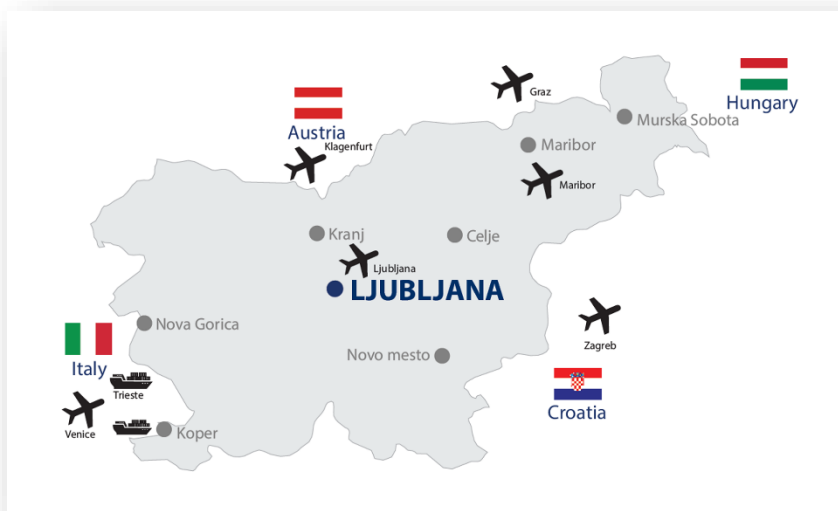 Graz
Hungary
Murska Sobota
Austria
Klagenfurt
Maribor
Maribor
Kranj
Celje
Ljubljana
LJUBLJANA
Nova Gorica
Zagreb
Novo mesto
Italy
Trieste
Croatia
Venice
Koper